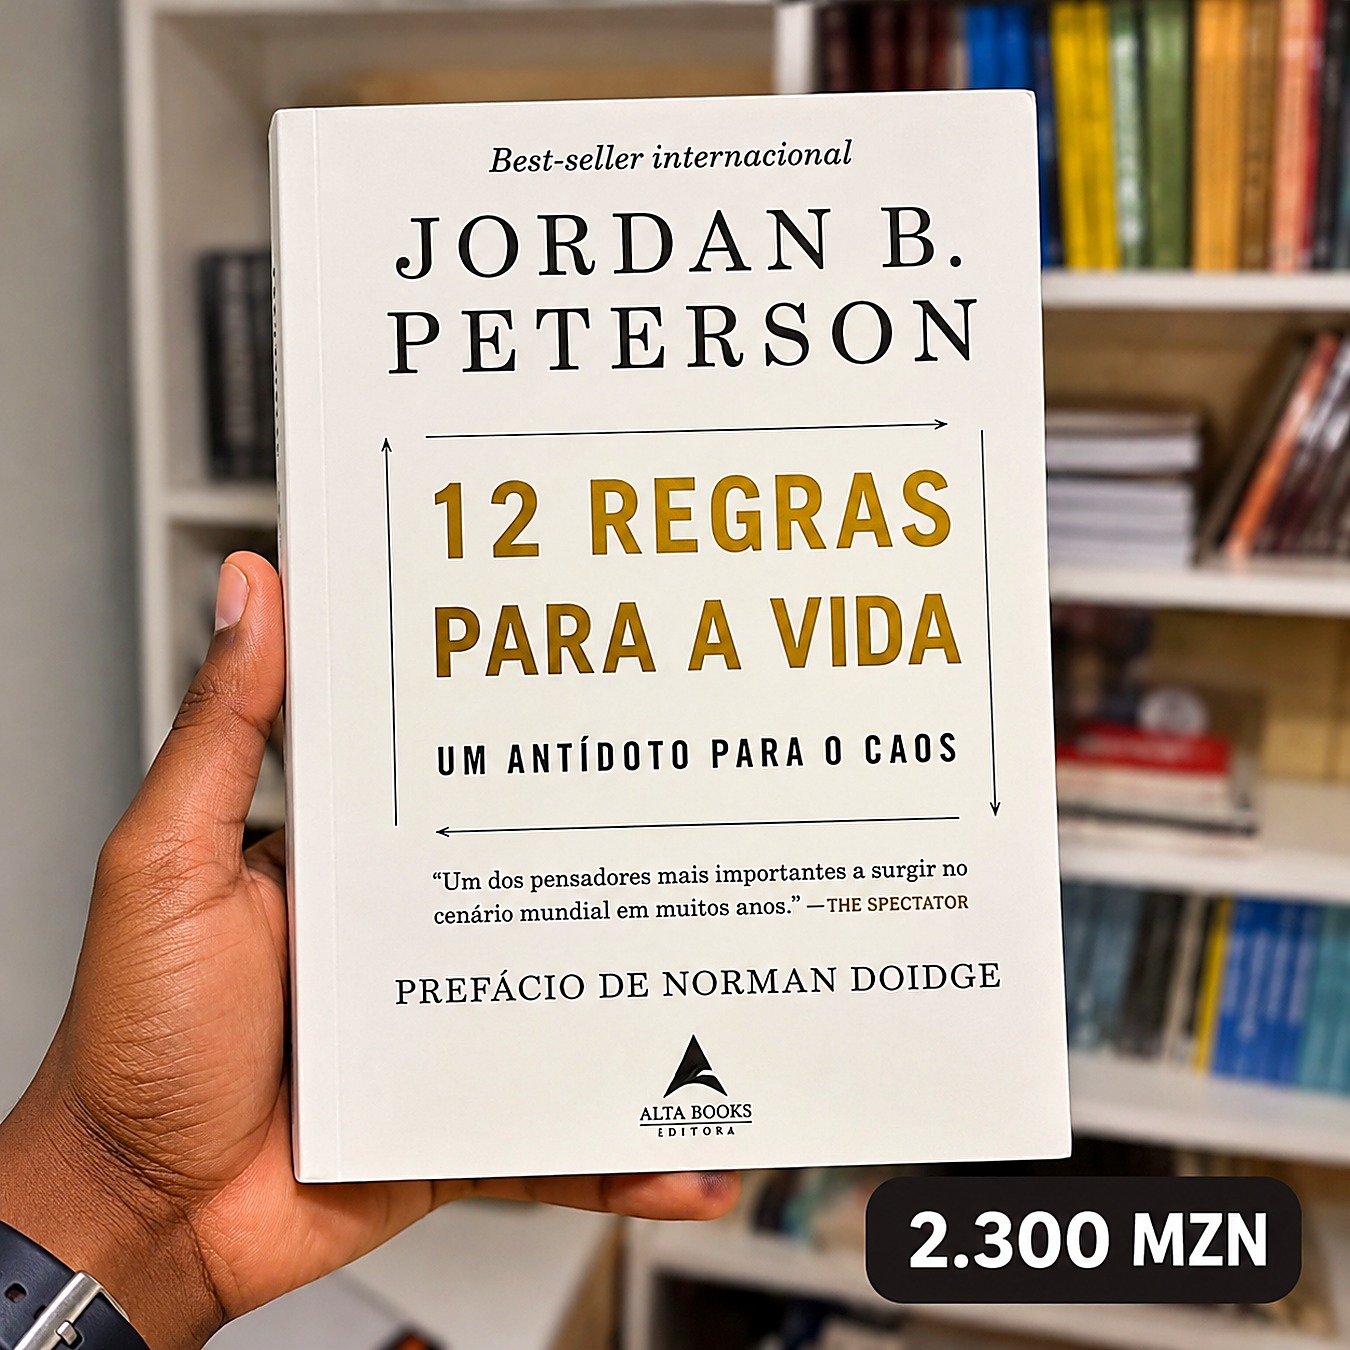 Best-seller internacional
JORDAN B.
PETERSON
12 REGRAS
PARA A VIDA
UM ANTÍDOTO PARA O CAOS
“Um dos pensadores mais importantes a surgir no
cenário mundial em muitos anos.” —THE SPECTATOR
PREFÁCIO DE NORMAN DOIDGE
ALTA BOOKS
EDITORA
2.300 MZN